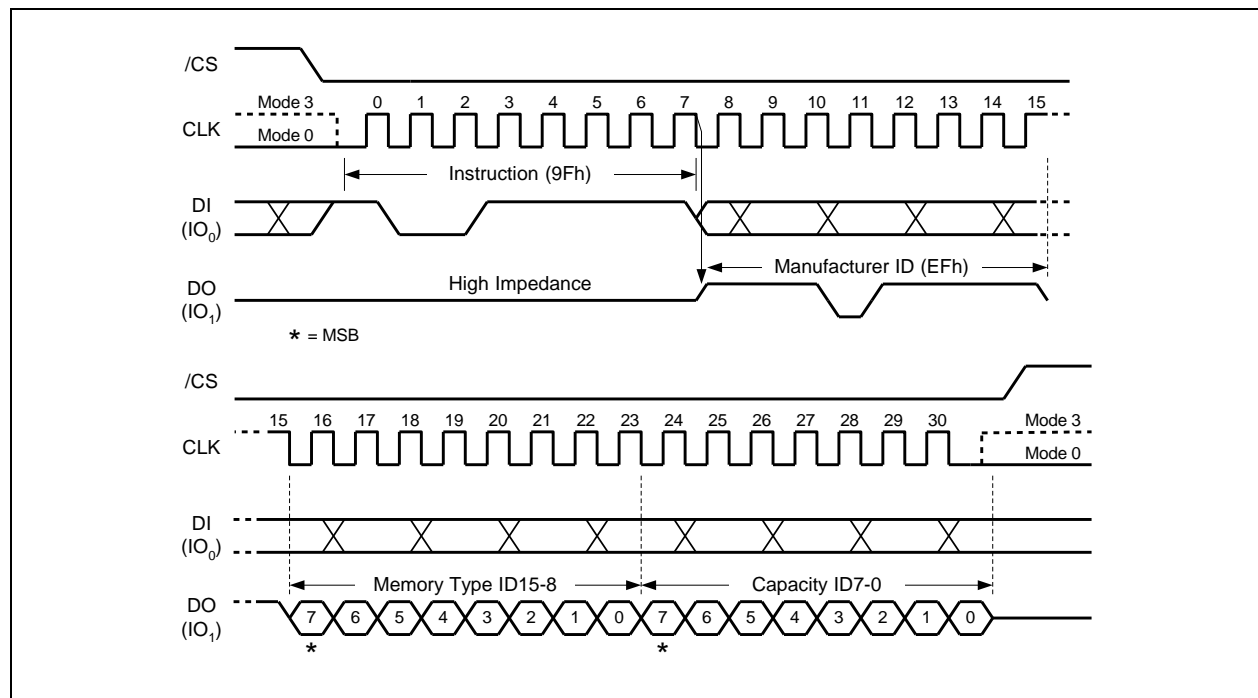 /CS
Mode 3
0 1 2 3 4 5 6 7 8 9 10 11 12 13 14 15
CLK
Mode 0
Instruction (9Fh)
DI
(IO0)
Manufacturer ID (EFh)
High Impedance
DO
(IO1)
* = MSB
/CS
15 16 17 18 19 20 21 22 23 24 25 26 27 28 29 30
Mode 3
CLK
Mode 0
DI
(IO0)
Memory Type ID15-8
Capacity ID7-0
DO
(IO1)
7 6 5 4 3 2 1 0 7 6 5 4 3 2 1 0
* *